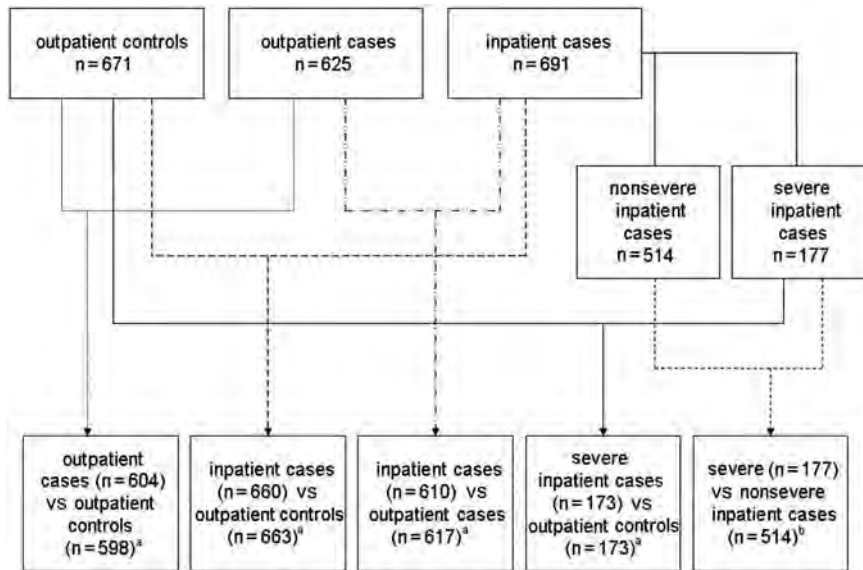 outpatient controls
n=671
outpatient cases
n=625
inpatient cases
n=691
nonsevere
inpatient
cases
n=514
severe
inpatient
cases
n=177
outpatient
cases (n=604)
vs outpatient
controls
(n=598)ᵃ
inpatient cases
(n=660) vs
outpatient controls
(n=663)ᵃ
inpatient cases
(n=610) vs
outpatient cases
(n=617)ᵃ
severe
inpatient cases
(n=173) vs
outpatient controls
(n=173)ᵃ
severe (n=177)
vs nonsevere
inpatient cases
(n=514)ᵇ